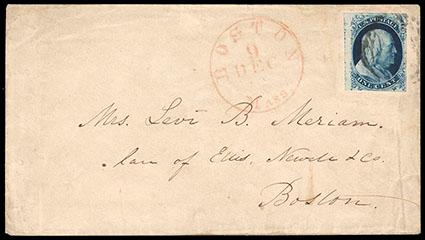 BOSTON
9
DEC
MASS
U.S. POSTAGE
ONE CENT
Mrs. Levi B. Meriam.
Care of Ellis, Newell & Co.
Boston.